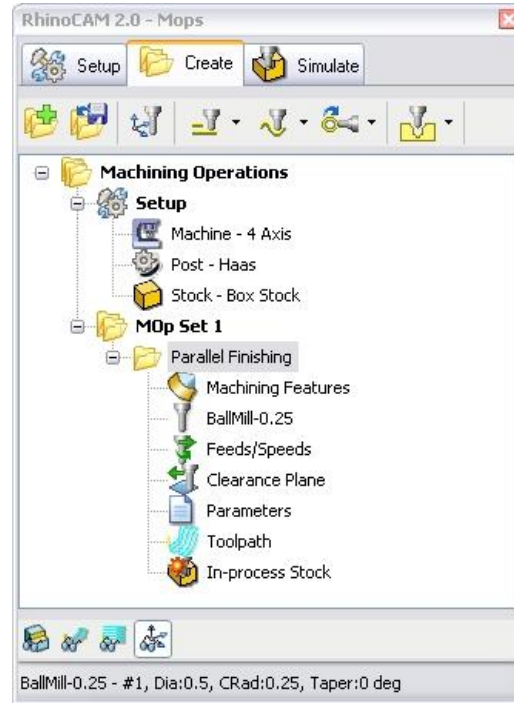 RhinoCAM 2.0 - Mops
Setup Create Simulate
Machining Operations
Setup
Machine - 4 Axis
Post - Haas
Stock - Box Stock
MOp Set 1
Parallel Finishing
Machining Features
BallMill-0.25
Feeds/Speeds
Clearance Plane
Parameters
Toolpath
In-process Stock
BallMill-0.25 - #1, Dia:0.5, CRad:0.25, Taper:0 deg